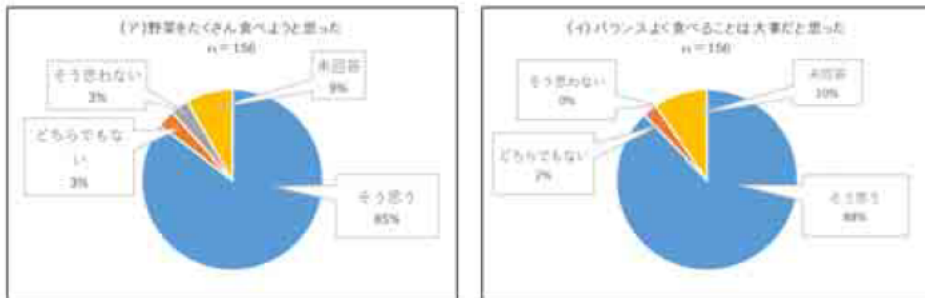 (ア)野菜をたくさん食べようと思った
n = 156
そう思わない
3%
未回答
9%
どちらでもな
い
3%
そう思う
85%
(イ)バランスよく食べることは大事だと思った
n = 156
そう思わない
0%
未回答
10%
どちらでもない
2%
そう思う
88%